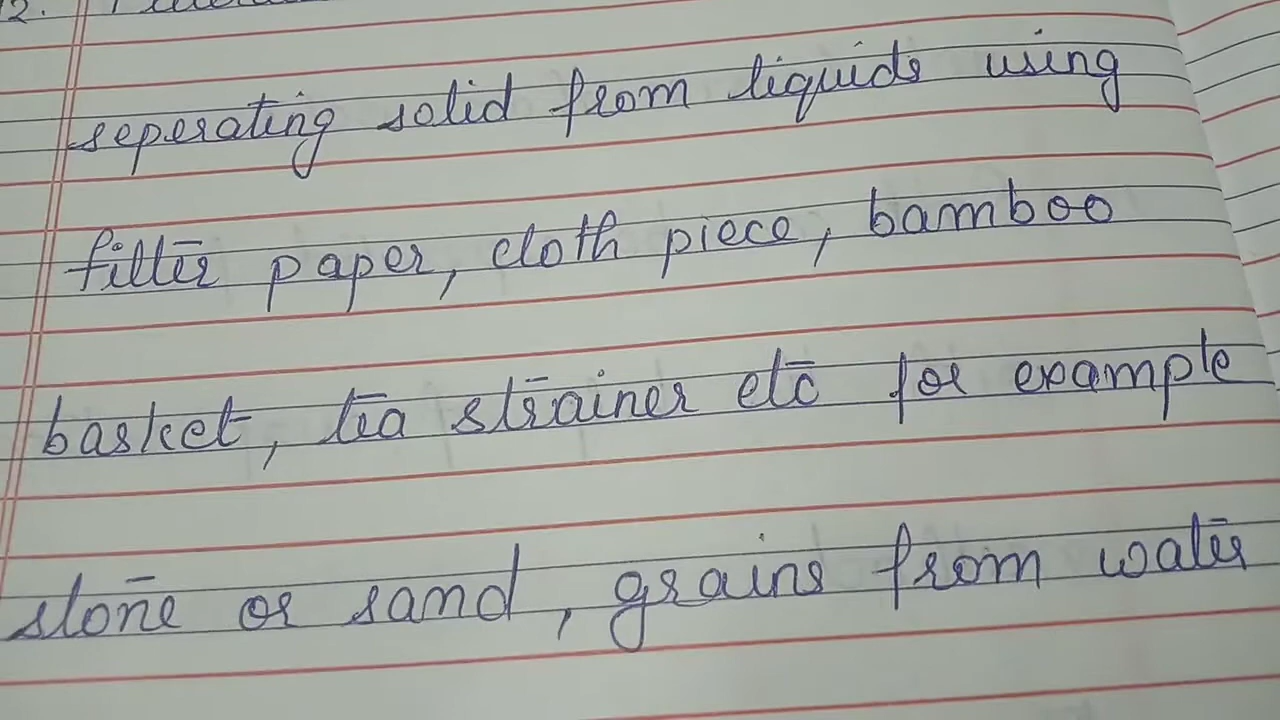 2.
seperating solid from liquids using
filter paper, cloth piece, bamboo
basket, tea strainer etc for example
stone or sand, grains from water